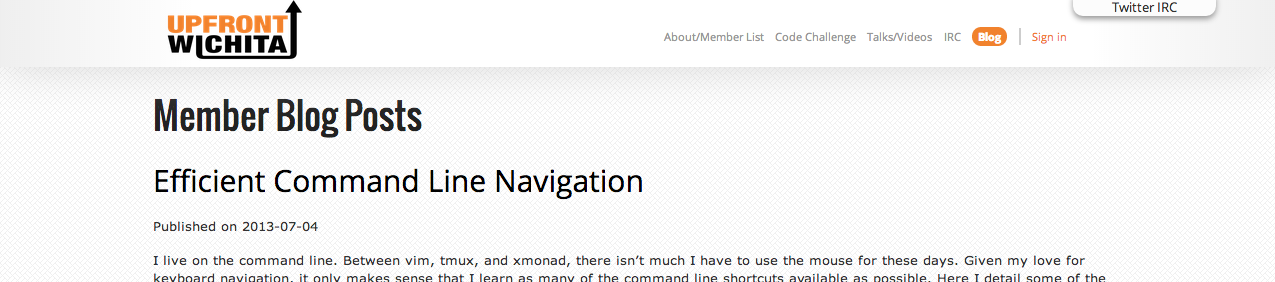 Twitter IRC
UPFRONT
WICHITA
About/Member List Code Challenge Talks/Videos IRC Blog Sign in
Member Blog Posts
Efficient Command Line Navigation
Published on 2013-07-04
I live on the command line. Between vim, tmux, and xmonad, there isn’t much I have to use the mouse for these days. Given my love for
keyboard navigation, it only makes sense that I learn as many of the command line shortcuts available as possible. Here I detail some of the